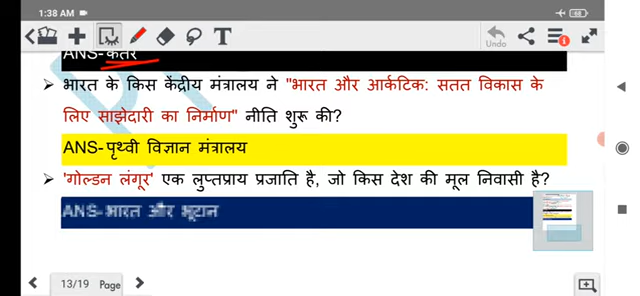 1:38 AM
68
Undo
ANS-कतर
भारत के किस केंद्रीय मंत्रालय ने "भारत और आर्कटिक: सतत विकास के
लिए साझेदारी का निर्माण" नीति शुरू की?
ANS-पृथ्वी विज्ञान मंत्रालय
'गोल्डन लंगूर' एक लुप्तप्राय प्रजाति है, जो किस देश की मूल निवासी है?
ANS-भारत और भूटान
13/19 Page